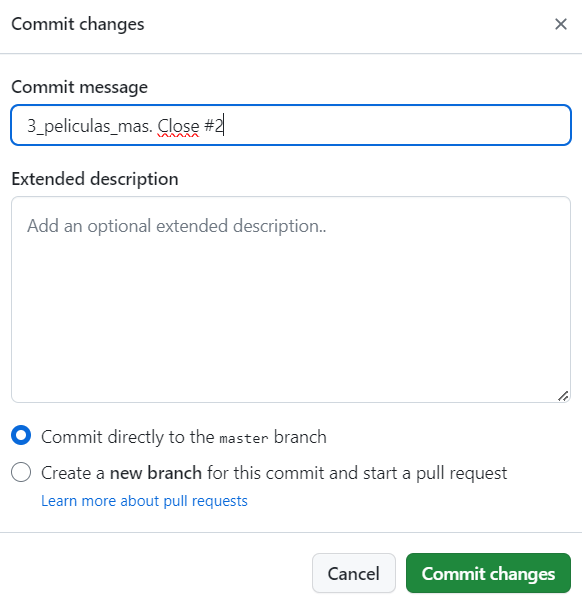 Commit changes
Commit message
3_peliculas_mas. Close #2
Extended description
Add an optional extended description..
Commit directly to the master branch
Create a new branch for this commit and start a pull request
Learn more about pull requests
Cancel
Commit changes